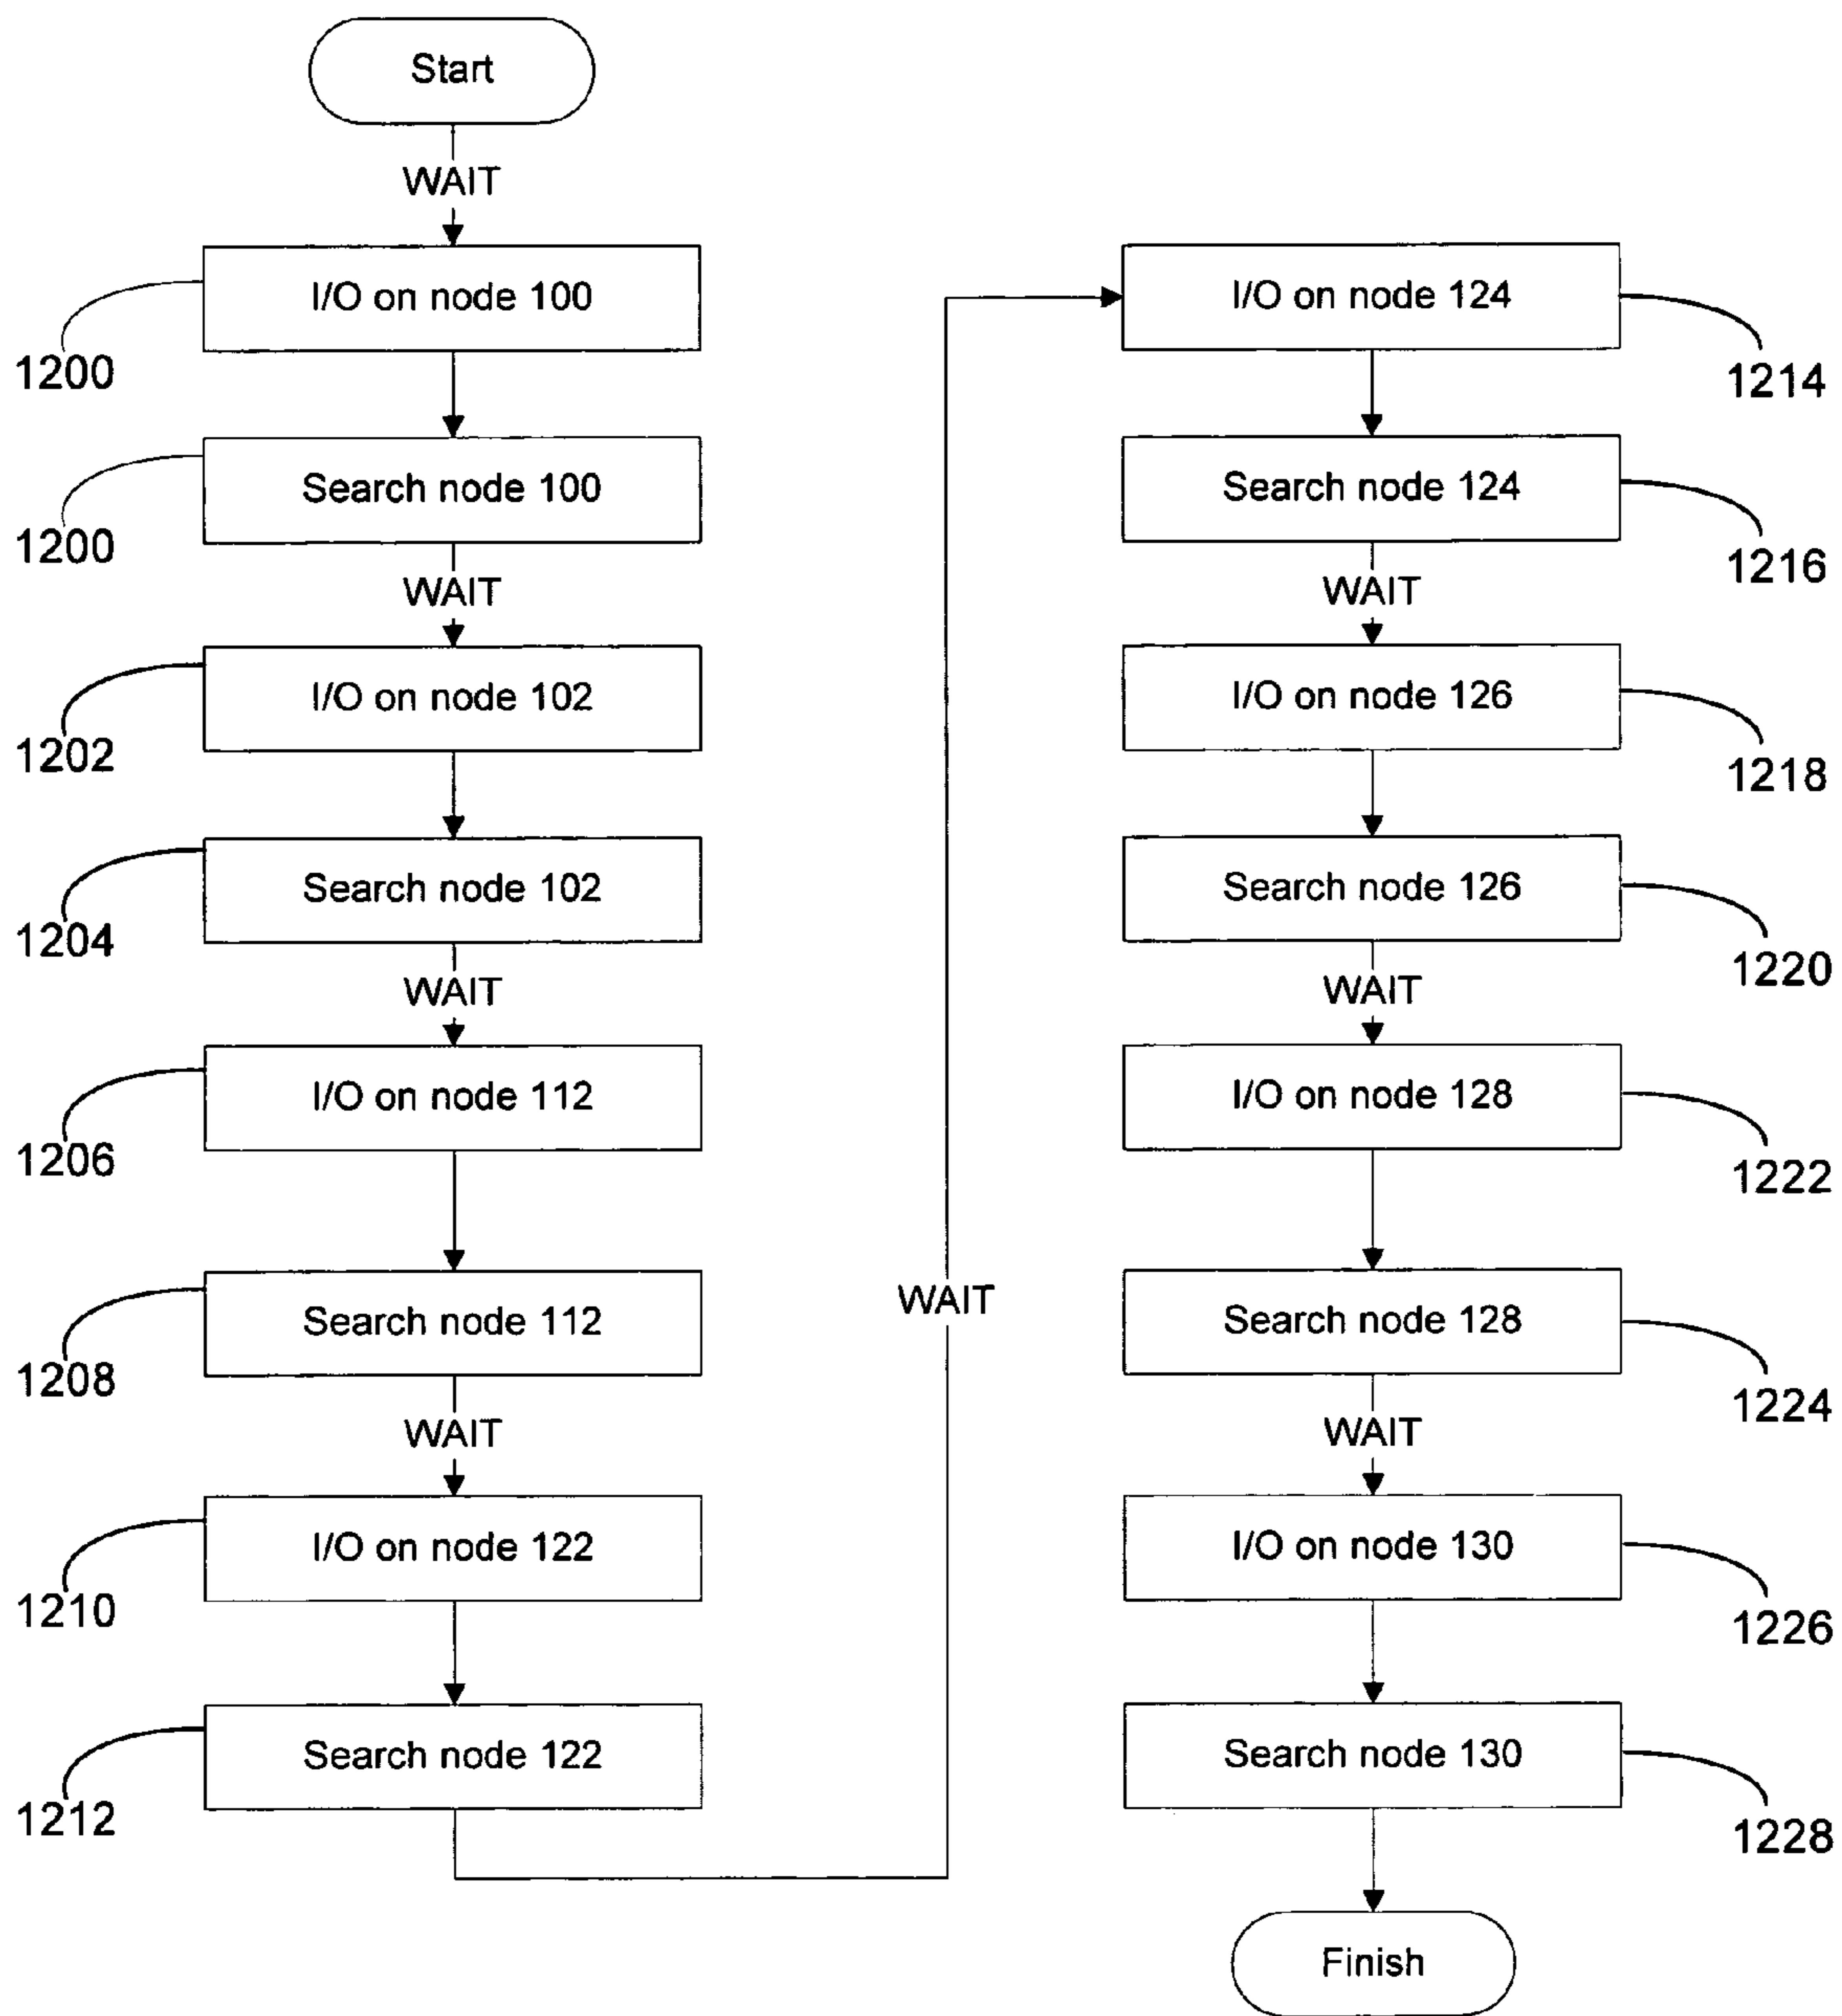 Start
WAIT
I/O on node 100
1200
Search node 100
1200
WAIT
I/O on node 102
1202
Search node 102
1204
WAIT
I/O on node 112
1206
Search node 112
1208
WAIT
I/O on node 122
1210
Search node 122
1212
WAIT
I/O on node 124
1214
Search node 124
1216
WAIT
I/O on node 126
1218
Search node 126
1220
WAIT
I/O on node 128
1222
Search node 128
1224
WAIT
I/O on node 130
1226
Search node 130
1228
Finish